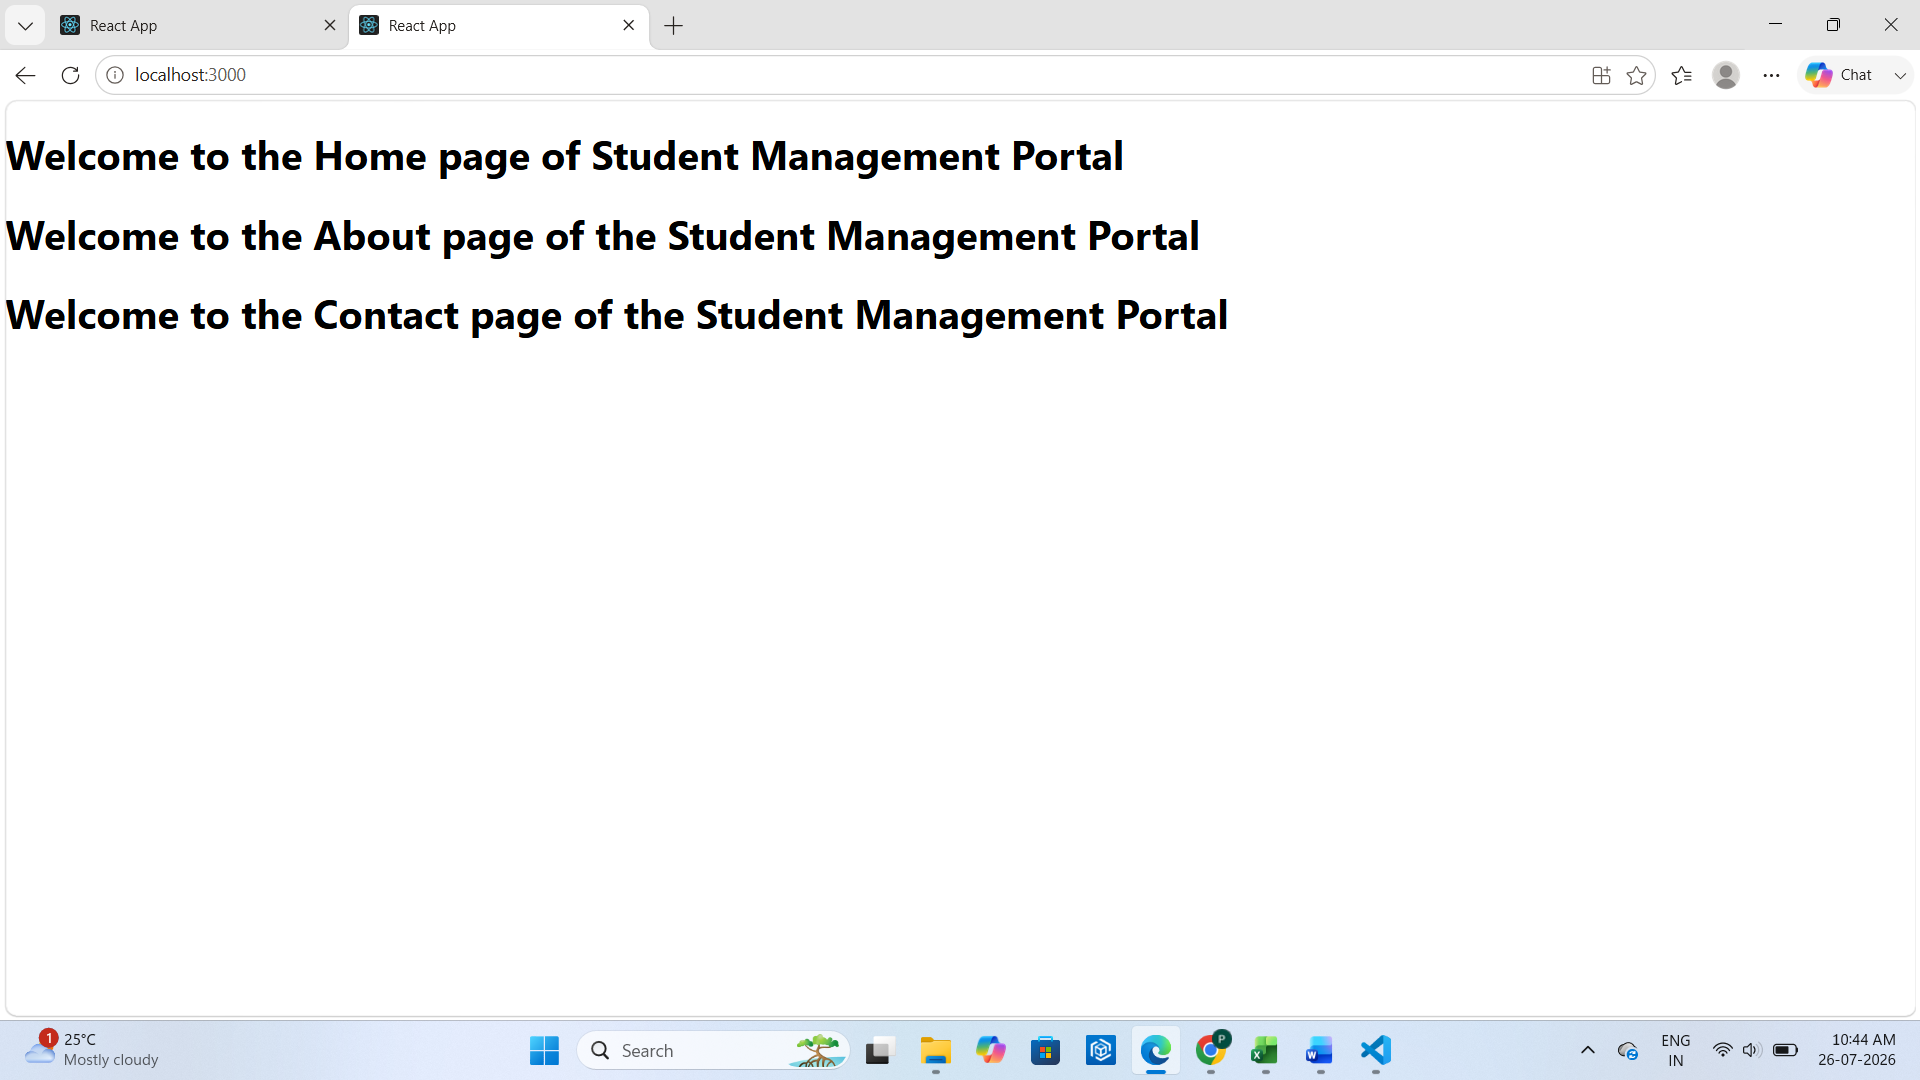 React App
React App
localhost:3000
Chat
Welcome to the Home page of Student Management Portal
Welcome to the About page of the Student Management Portal
Welcome to the Contact page of the Student Management Portal
1
25°C
Mostly cloudy
Search
P
ENG
IN
10:44 AM
26-07-2026